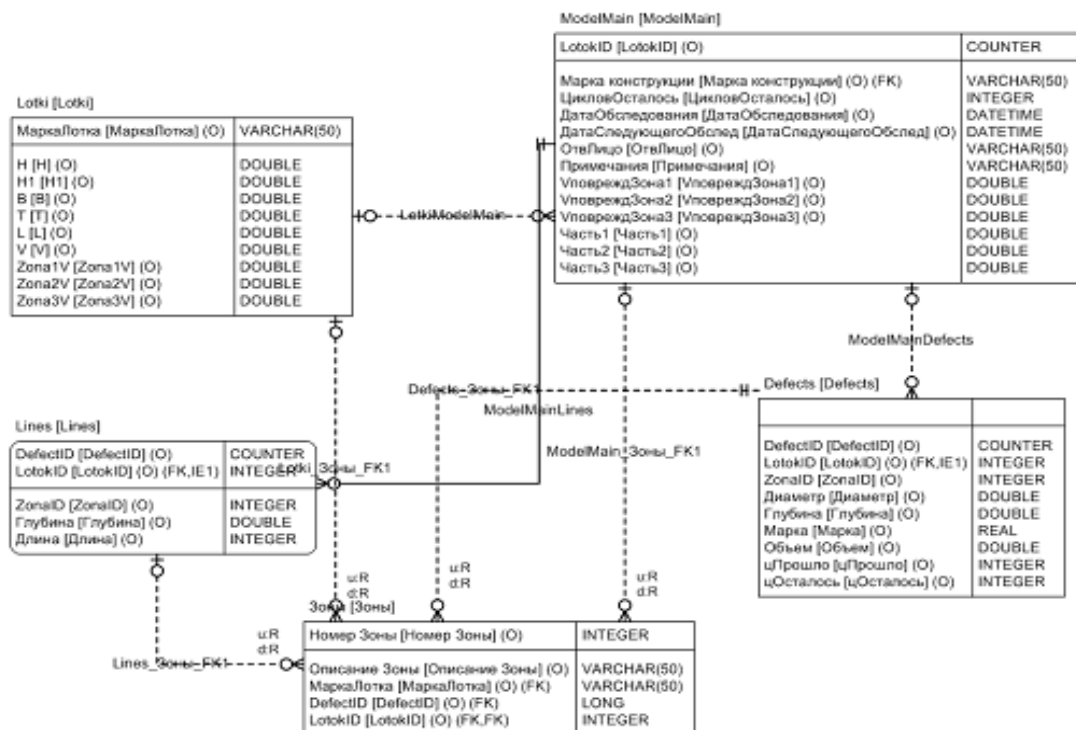 ModelMain [ModelMain]
LotokID [LotokID] (O) COUNTER
Марка конструкции [Марка конструкции] (O) (FK) VARCHAR(50)
ЦикловОсталось [ЦикловОсталось] (O) INTEGER
ДатаОбследования [ДатаОбследования] (O) DATETIME
ДатаСледующегоОбслед [ДатаСледующегоОбслед] (O) DATETIME
ОтвЛицо [ОтвЛицо] (O) VARCHAR(50)
Примечания [Примечания] (O) VARCHAR(50)
VповреждЗона1 [VповреждЗона1] (O) DOUBLE
VповреждЗона2 [VповреждЗона2] (O) DOUBLE
VповреждЗона3 [VповреждЗона3] (O) DOUBLE
Часть1 [Часть1] (O) DOUBLE
Часть2 [Часть2] (O) DOUBLE
Часть3 [Часть3] (O) DOUBLE
Lotki [Lotki]
МаркаЛотка [МаркаЛотка] (O) VARCHAR(50)
H [H] (O) DOUBLE
H1 [H1] (O) DOUBLE
B [B] (O) DOUBLE
T [T] (O) DOUBLE
L [L] (O) DOUBLE
V [V] (O) DOUBLE
Zona1V [Zona1V] (O) DOUBLE
Zona2V [Zona2V] (O) DOUBLE
Zona3V [Zona3V] (O) DOUBLE
LotkiModelMain
ModelMainDefects
Defects_Зоны_FK1
ModelMainLines
ModelMain_Зоны_FK1
Defects [Defects]
DefectID [DefectID] (O) COUNTER
LotokID [LotokID] (O) (FK,IE1) INTEGER
ZonaID [ZonaID] (O) INTEGER
Диаметр [Диаметр] (O) DOUBLE
Глубина [Глубина] (O) DOUBLE
Марка [Марка] (O) REAL
Объем [Объем] (O) DOUBLE
цПрошло [цПрошло] (O) INTEGER
цОсталось [цОсталось] (O) INTEGER
Lines [Lines]
DefectID [DefectID] (O) COUNTER
LotokID [LotokID] (O) (FK,IE1) INTEGER
Lotki_Зоны_FK1
ZonaID [ZonaID] (O) INTEGER
Глубина [Глубина] (O) DOUBLE
Длина [Длина] (O) INTEGER
u:R
d:R
u:R
d:R
u:R
d:R
u:R
d:R
Lines_Зоны_FK1
Зоны [Зоны]
Номер Зоны [Номер Зоны] (O) INTEGER
Описание Зоны [Описание Зоны] (O) VARCHAR(50)
МаркаЛотка [МаркаЛотка] (O) (FK) VARCHAR(50)
DefectID [DefectID] (O) (FK) LONG
LotokID [LotokID] (O) (FK,FK) INTEGER